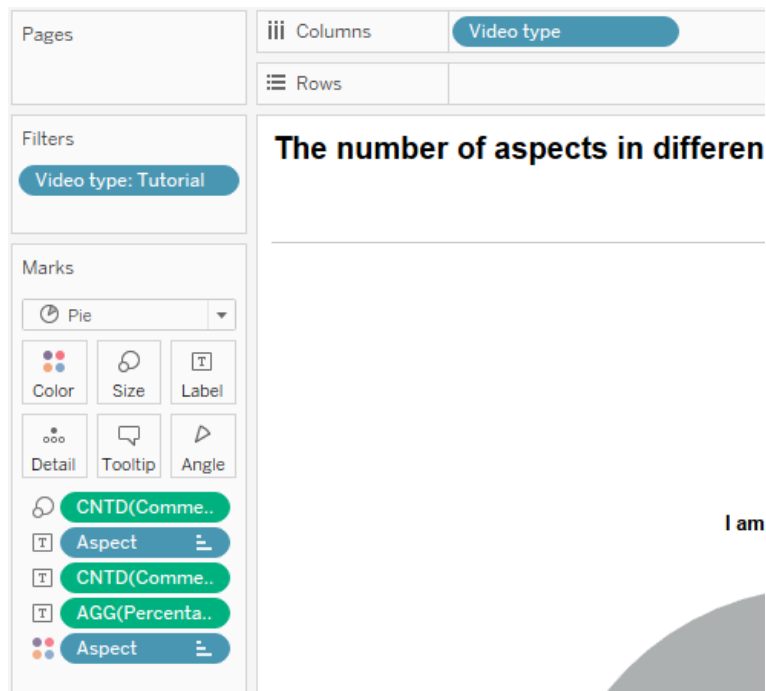 Pages
Columns
Video type
Rows
Filters
Video type: Tutorial
The number of aspects in differen
Marks
Pie
Color
Size
Label
Detail
Tooltip
Angle
CNTD(Comme..
Aspect
CNTD(Comme..
AGG(Percenta..
Aspect
I am